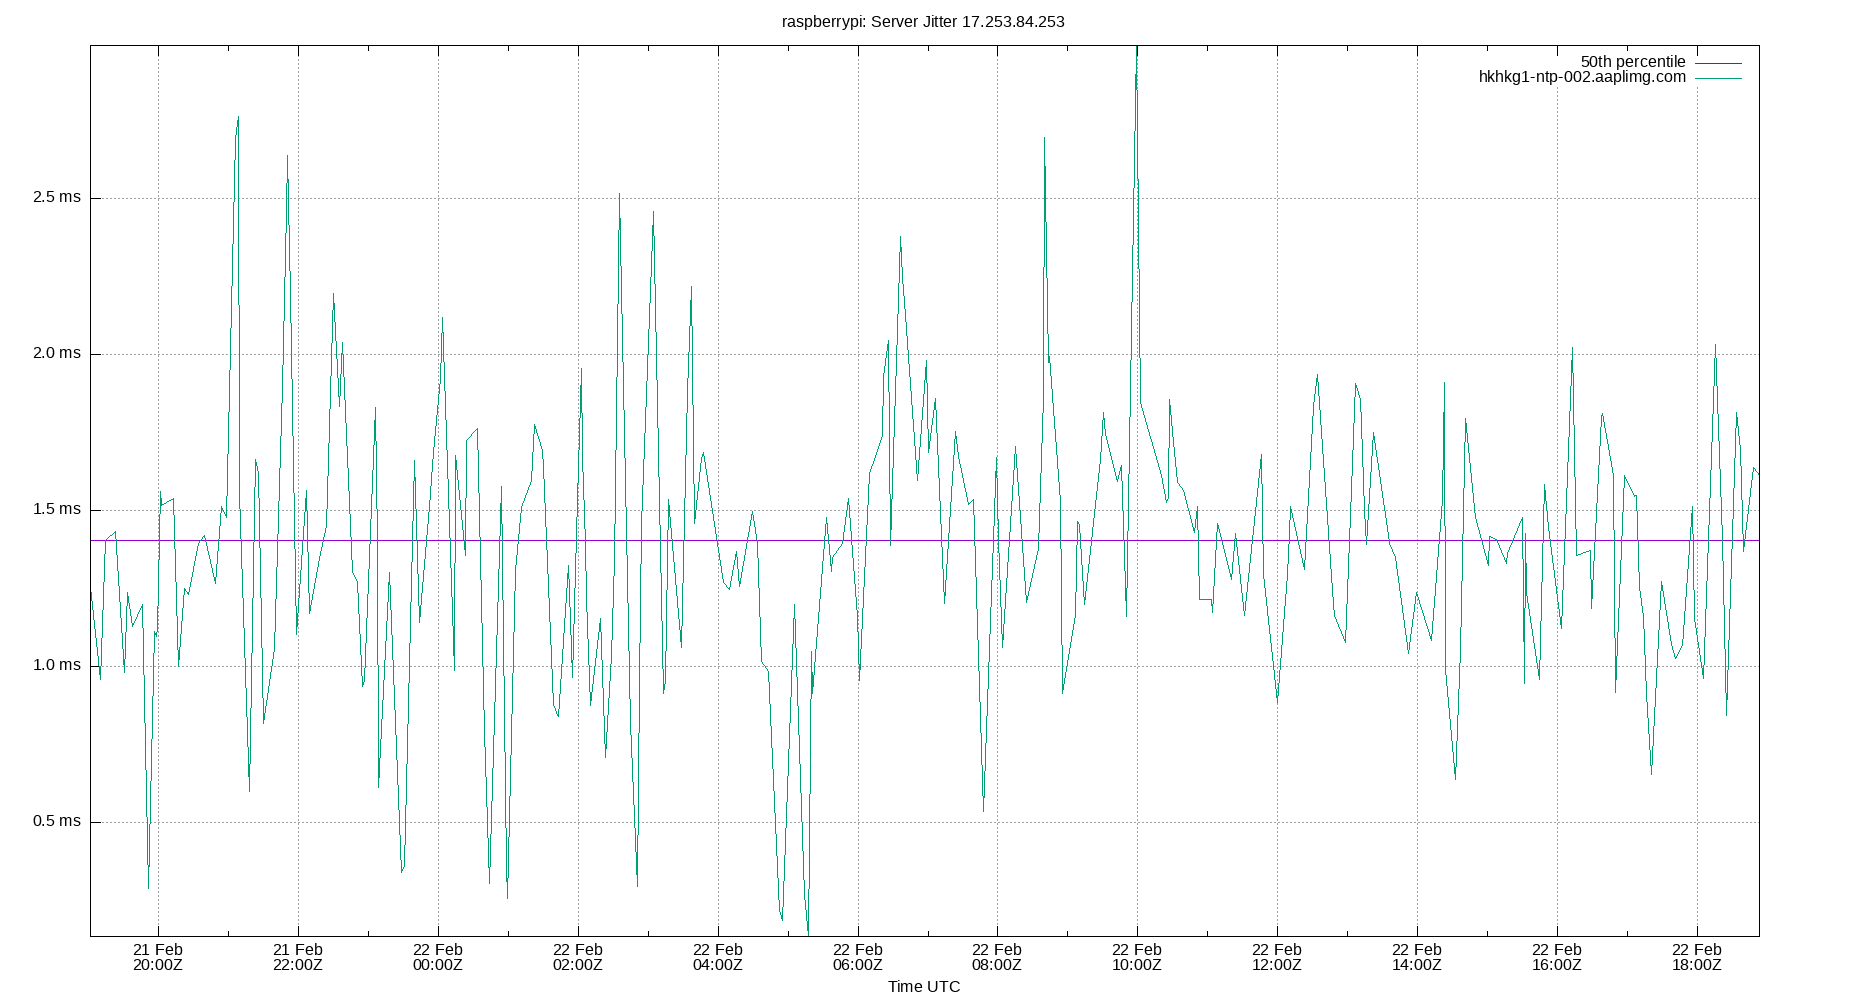 raspberrypi: Server Jitter 17.253.84.253
50th percentile
hkhkg1-ntp-002.aaplimg.com
2.5 ms
2.0 ms
1.5 ms
1.0 ms
0.5 ms
21 Feb 21 Feb 22 Feb 22 Feb 22 Feb 22 Feb 22 Feb 22 Feb 22 Feb 22 Feb 22 Feb 22 Feb
20:00Z 22:00Z 00:00Z 02:00Z 04:00Z 06:00Z 08:00Z 10:00Z 12:00Z 14:00Z 16:00Z 18:00Z
Time UTC